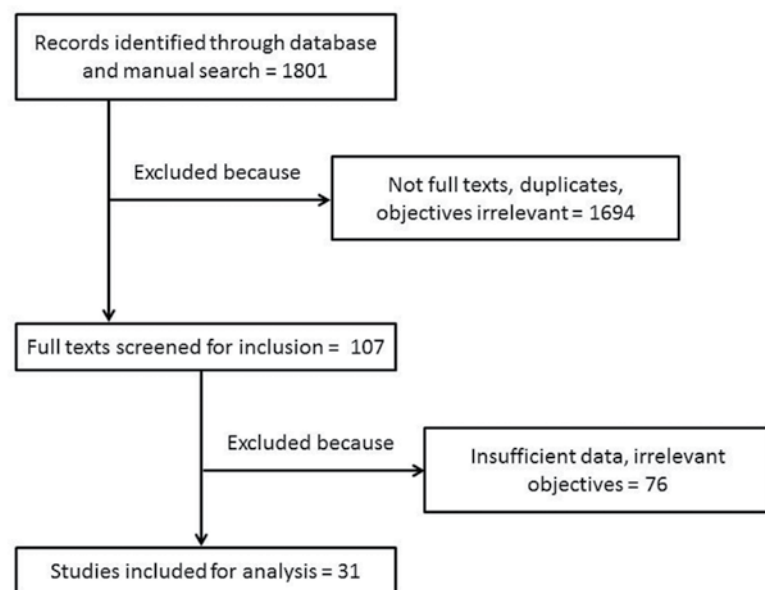 Records identified through database
and manual search = 1801
Excluded because
Not full texts, duplicates,
objectives irrelevant = 1694
Full texts screened for inclusion = 107
Excluded because
Insufficient data, irrelevant
objectives = 76
Studies included for analysis = 31